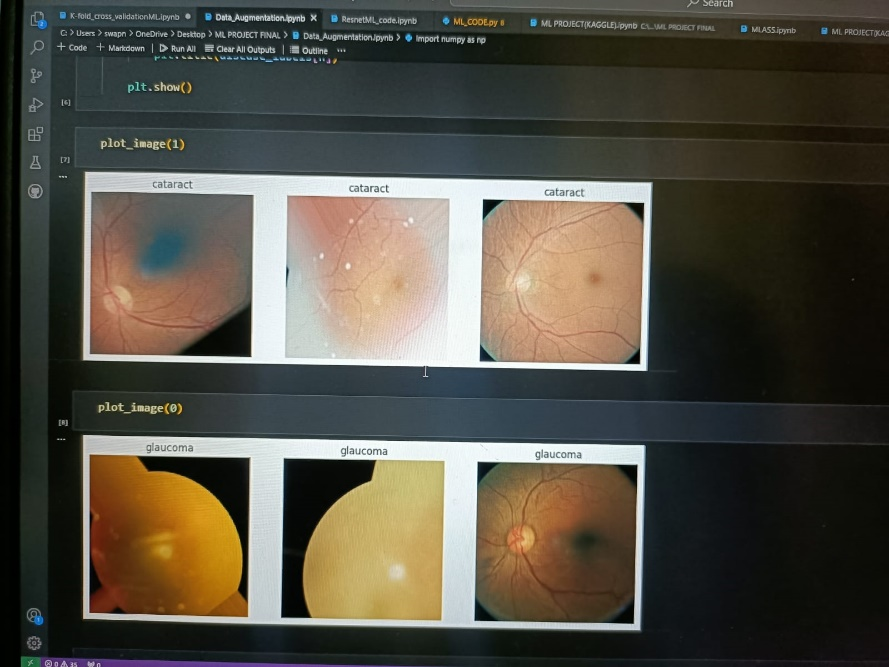 Search
K-fold_cross_validationML.ipynb
Data_Augmentation.ipynb
ResnetML_code.ipynb
ML_CODE.py 6
ML PROJECT(KAGGLE).ipynb C:\...\ML PROJECT FINAL
MLASS.ipynb
ML PROJECT(KAG
C: > Users > swapn > OneDrive > Desktop > ML PROJECT FINAL > Data_Augmentation.ipynb > import numpy as np
+ Code + Markdown Run All Clear All Outputs Outline ...
plt.title(disease_labels[n])
plt.show()
[6]
plot_image(1)
[7]
...
cataract cataract cataract
plot_image(0)
[8]
...
glaucoma glaucoma glaucoma
0 35 0